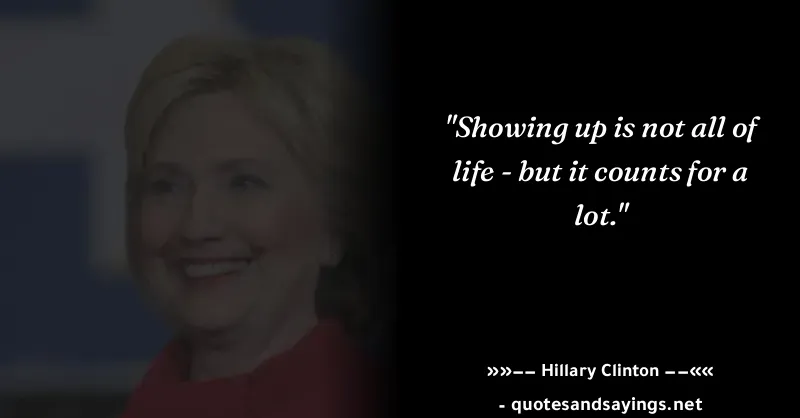 "Showing up is not all of
life - but it counts for a
lot."
»»–– Hillary Clinton ––««
- quotesandsayings.net